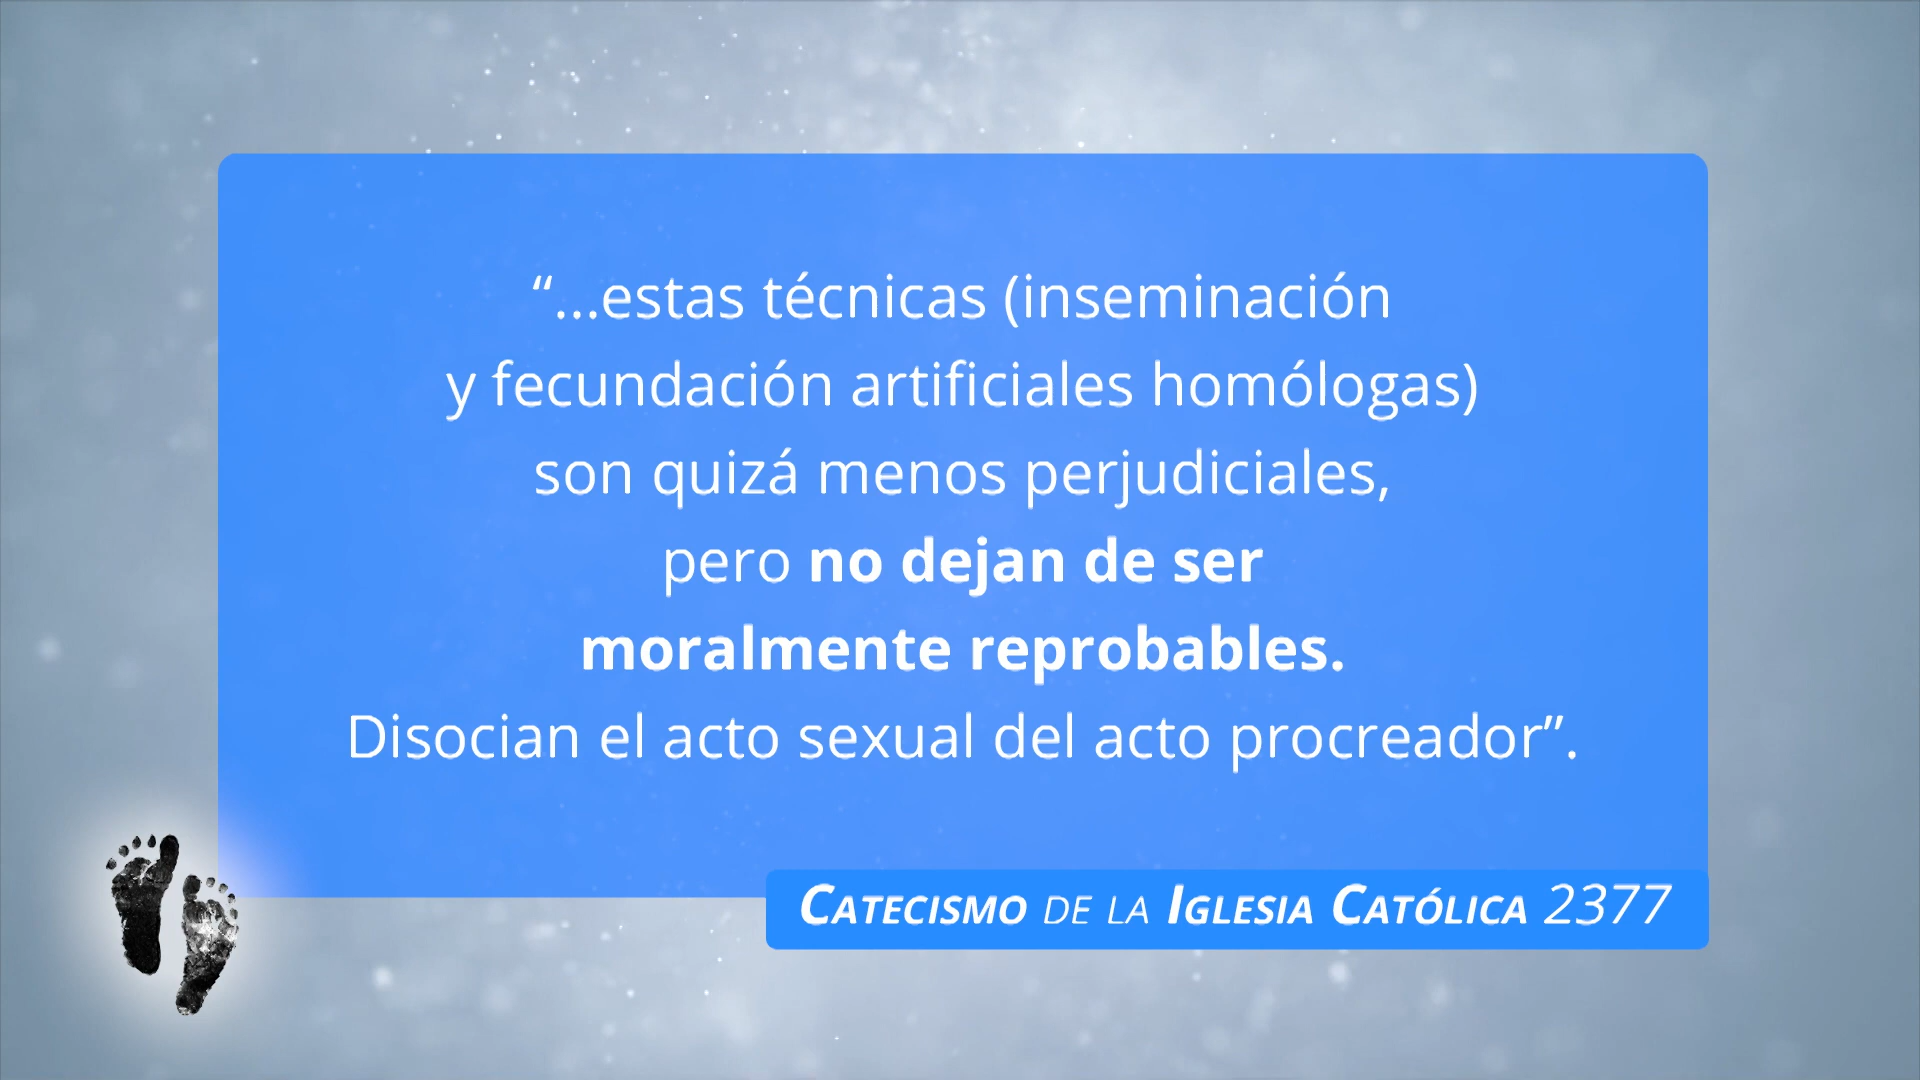 “...estas técnicas (inseminación
y fecundación artificiales homólogas)
son quizá menos perjudiciales,
pero no dejan de ser
moralmente reprobables.
Disocian el acto sexual del acto procreador”.
Catecismo de la Iglesia Católica 2377